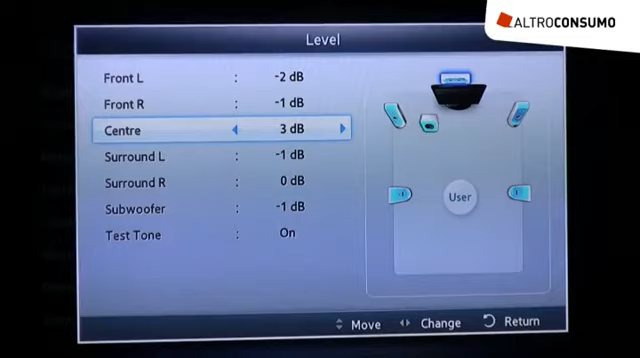 ALTROCONSUMO
Level
Front L : -2 dB
Front R : -1 dB
Centre 3 dB
Surround L : -1 dB
Surround R : 0 dB
Subwoofer : -1 dB
Test Tone : On
User
Move Change Return